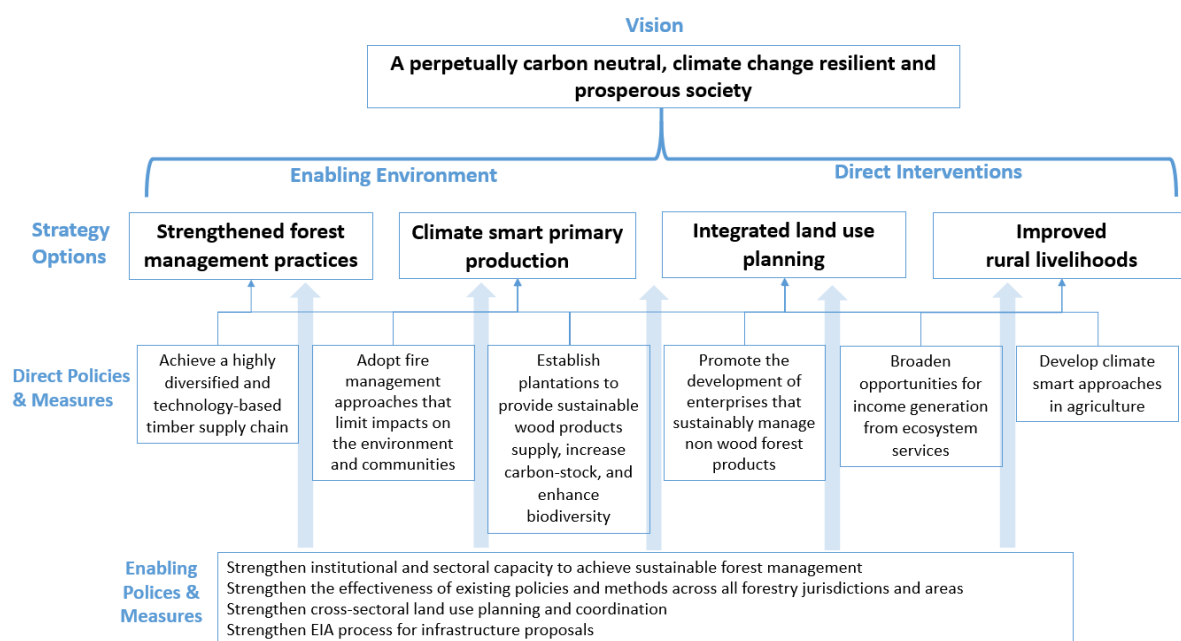 Vision
A perpetually carbon neutral, climate change resilient and
prosperous society
Enabling Environment
Direct Interventions
Strategy
Options
Strengthened forest
management practices
Climate smart primary
production
Integrated land use
planning
Improved
rural livelihoods
Direct Policies
& Measures
Achieve a highly
diversified and
technology-based
timber supply chain
Adopt fire
management
approaches that
limit impacts on
the environment
and communities
Establish
plantations to
provide sustainable
wood products
supply, increase
carbon-stock, and
enhance
biodiversity
Promote the
development of
enterprises that
sustainably manage
non wood forest
products
Broaden
opportunities for
income generation
from ecosystem
services
Develop climate
smart approaches
in agriculture
Enabling
Polices &
Measures
Strengthen institutional and sectoral capacity to achieve sustainable forest management
Strengthen the effectiveness of existing policies and methods across all forestry jurisdictions and areas
Strengthen cross-sectoral land use planning and coordination
Strengthen EIA process for infrastructure proposals